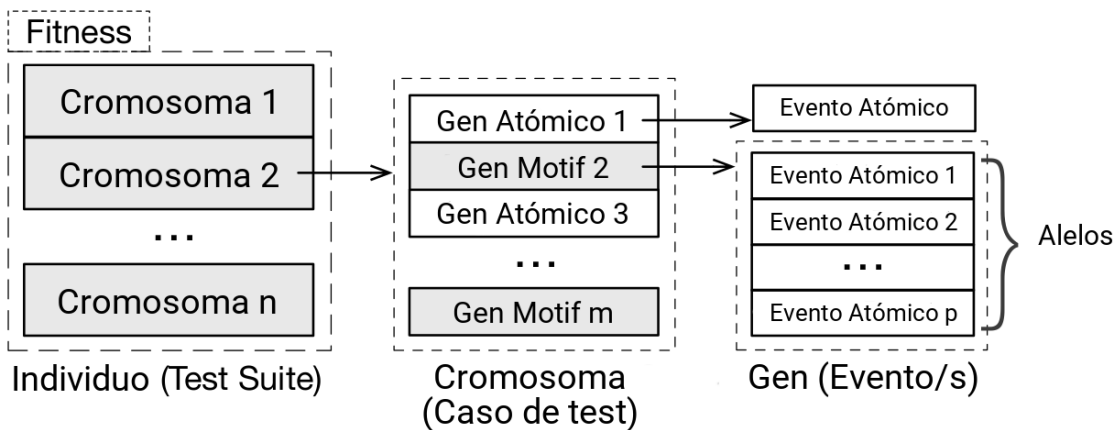 Fitness
Cromosoma 1
Cromosoma 2
...
Cromosoma n
Individuo (Test Suite)
Gen Atómico 1
Gen Motif 2
Gen Atómico 3
...
Gen Motif m
Cromosoma
(Caso de test)
Evento Atómico
Evento Atómico 1
Evento Atómico 2
...
Evento Atómico p
Alelos
Gen (Evento/s)